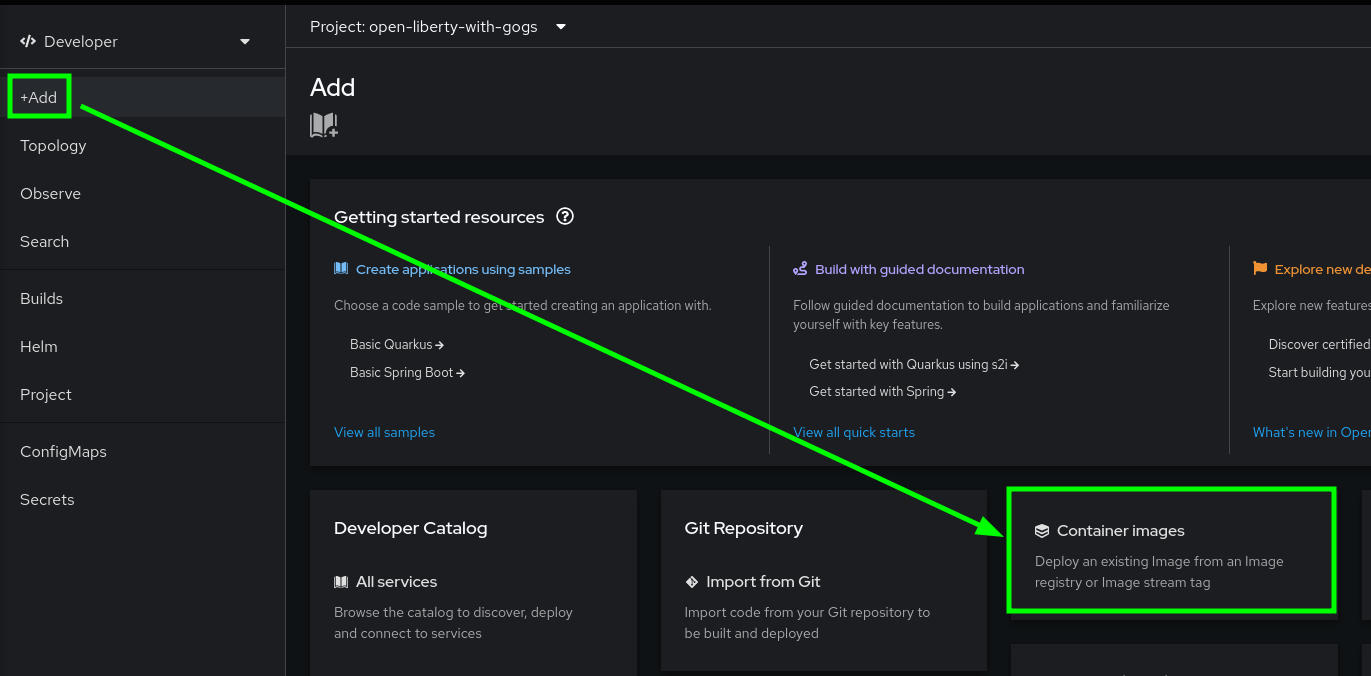 Developer
+Add
Topology
Observe
Search
Builds
Helm
Project
ConfigMaps
Secrets
Project: open-liberty-with-gogs
Add
Getting started resources
Create applications using samples
Choose a code sample to get started creating an application with.
Basic Quarkus
Basic Spring Boot
View all samples
Build with guided documentation
Follow guided documentation to build applications and familiarize
yourself with key features.
Get started with Quarkus using s2i
Get started with Spring
View all quick starts
Explore new de
Explore new features
Discover certified
Start building you
What's new in Oper
Developer Catalog
All services
Browse the catalog to discover, deploy
and connect to services
Git Repository
Import from Git
Import code from your Git repository to
be built and deployed
Container images
Deploy an existing Image from an Image
registry or Image stream tag